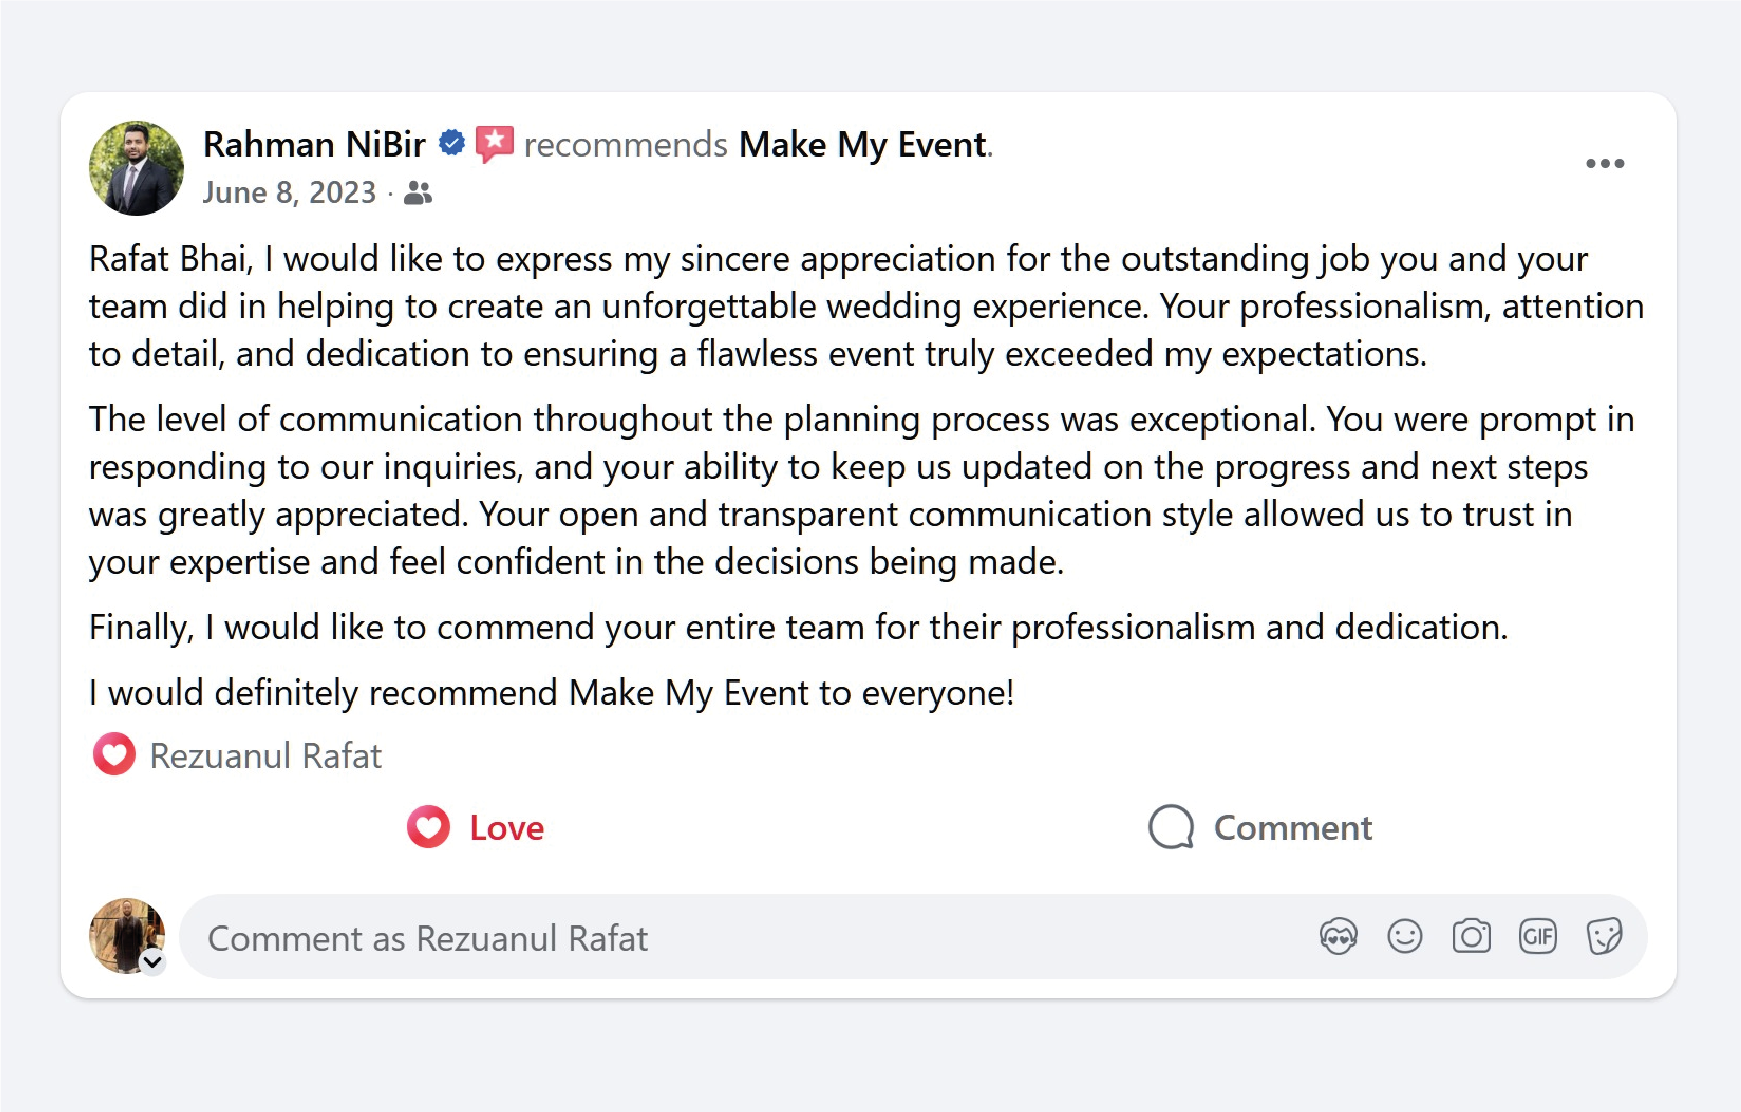 Rahman NiBir recommends Make My Event.
June 8, 2023 ·
Rafat Bhai, I would like to express my sincere appreciation for the outstanding job you and your
team did in helping to create an unforgettable wedding experience. Your professionalism, attention
to detail, and dedication to ensuring a flawless event truly exceeded my expectations.
The level of communication throughout the planning process was exceptional. You were prompt in
responding to our inquiries, and your ability to keep us updated on the progress and next steps
was greatly appreciated. Your open and transparent communication style allowed us to trust in
your expertise and feel confident in the decisions being made.
Finally, I would like to commend your entire team for their professionalism and dedication.
I would definitely recommend Make My Event to everyone!
Rezuanul Rafat
Love
Comment
Comment as Rezuanul Rafat
GIF